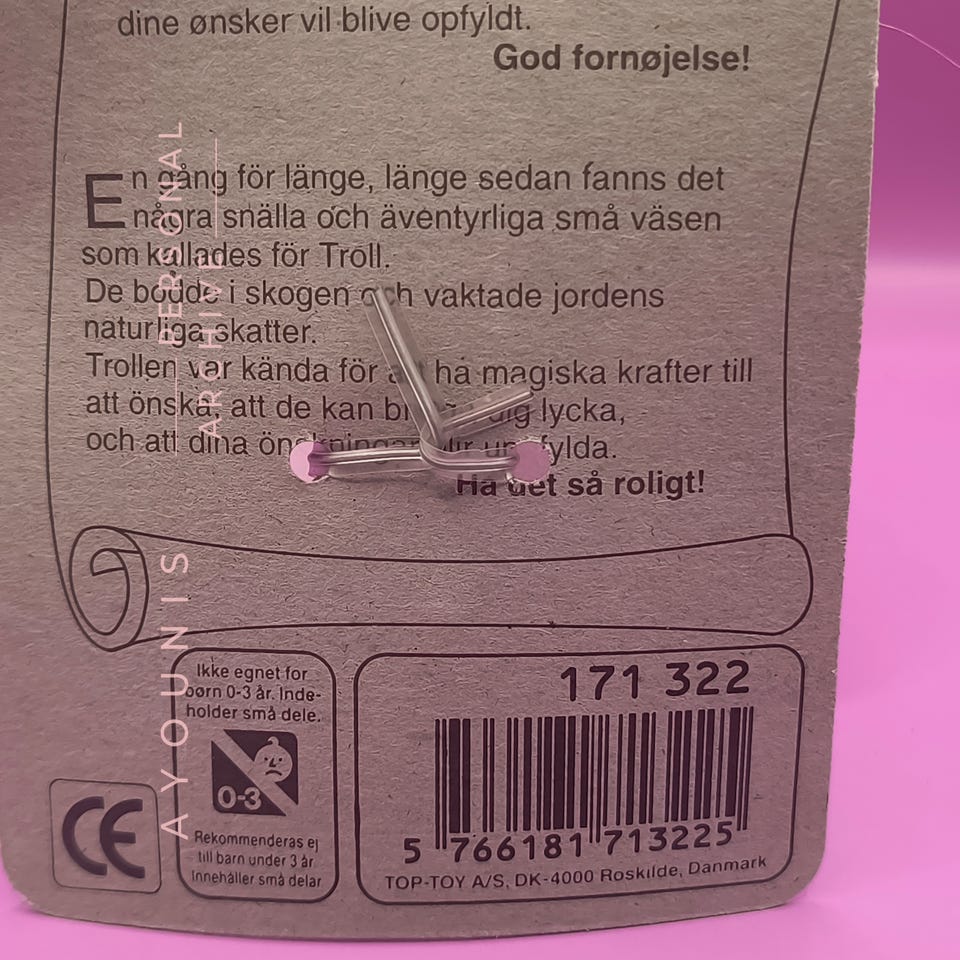 dine ønsker vil blive opfyldt.
God fornøjelse!
En gång för länge, länge sedan fanns det
några snälla och äventyrliga små väsen
som kallades för Troll.
De bodde i skogen och vaktade jordens
naturliga skatter.
Trollen var kända för att ha magiska krafter till
att önska, att de kan dig lycka,
och att dina önskningar blir uppfylda.
Ha det så roligt!
Ikke egnet for
børn 0-3 år. Inde-
holder små dele.
0-3
Rekommenderas ej
till barn under 3 år
Innehåller små delar
CE
171 322
5 766181 713225
TOP-TOY A/S, DK-4000 Roskilde, Danmark
AYOUNIS PERSONAL
ARCHIVE